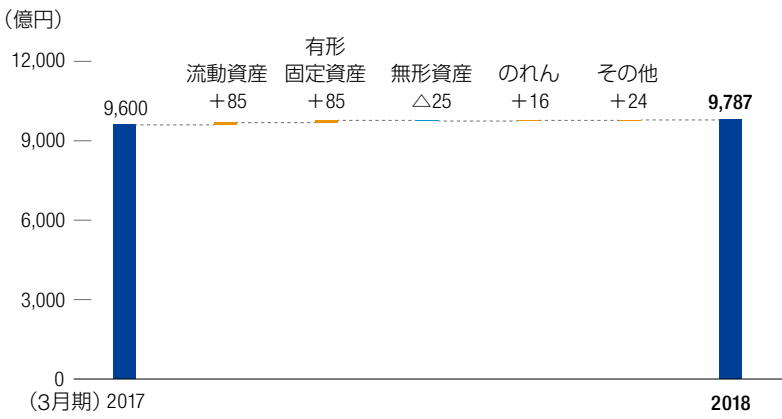 （億円）
12,000
9,000
6,000
3,000
0
9,600
流動資産
＋85
有形
固定資産
＋85
無形資産
△25
のれん
＋16
その他
＋24
9,787
（3月期）2017
2018